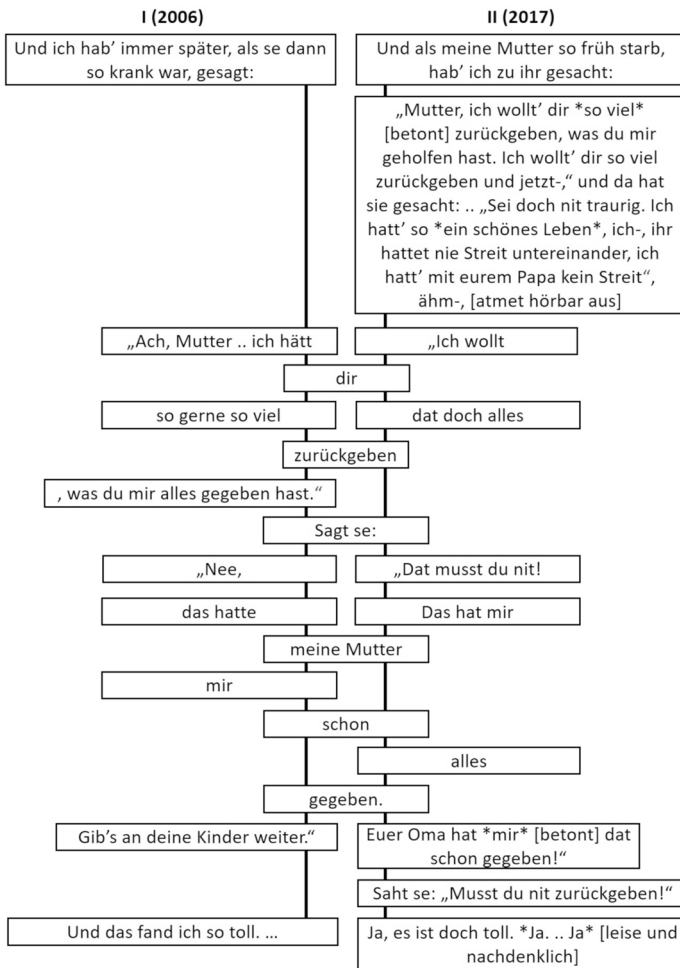 I (2006)
II (2017)
Und ich hab’ immer später, als se dann
so krank war, gesagt:
Und als meine Mutter so früh starb,
hab’ ich zu ihr gesacht:
„Mutter, ich wollt’ dir *so viel*
[betont] zurückgeben, was du mir
geholfen hast. Ich wollt’ dir so viel
zurückgeben und jetzt-,“ und da hat
sie gesacht: .. „Sei doch nit traurig. Ich
hatt’ so *ein schönes Leben*, ich-, ihr
hattet nie Streit untereinander, ich
hatt’ mit eurem Papa kein Streit“,
ähm-, [atmet hörbar aus]
„Ach, Mutter .. ich hätt
„Ich wollt
dir
so gerne so viel
dat doch alles
zurückgeben
, was du mir alles gegeben hast.“
Sagt se:
„Nee,
„Dat musst du nit!
das hatte
Das hat mir
meine Mutter
mir
schon
alles
gegeben.
Gib’s an deine Kinder weiter.“
Euer Oma hat *mir* [betont] dat
schon gegeben!“
Saht se: „Musst du nit zurückgeben!“
Und das fand ich so toll. ...
Ja, es ist doch toll. *Ja. .. Ja* [leise und
nachdenklich]